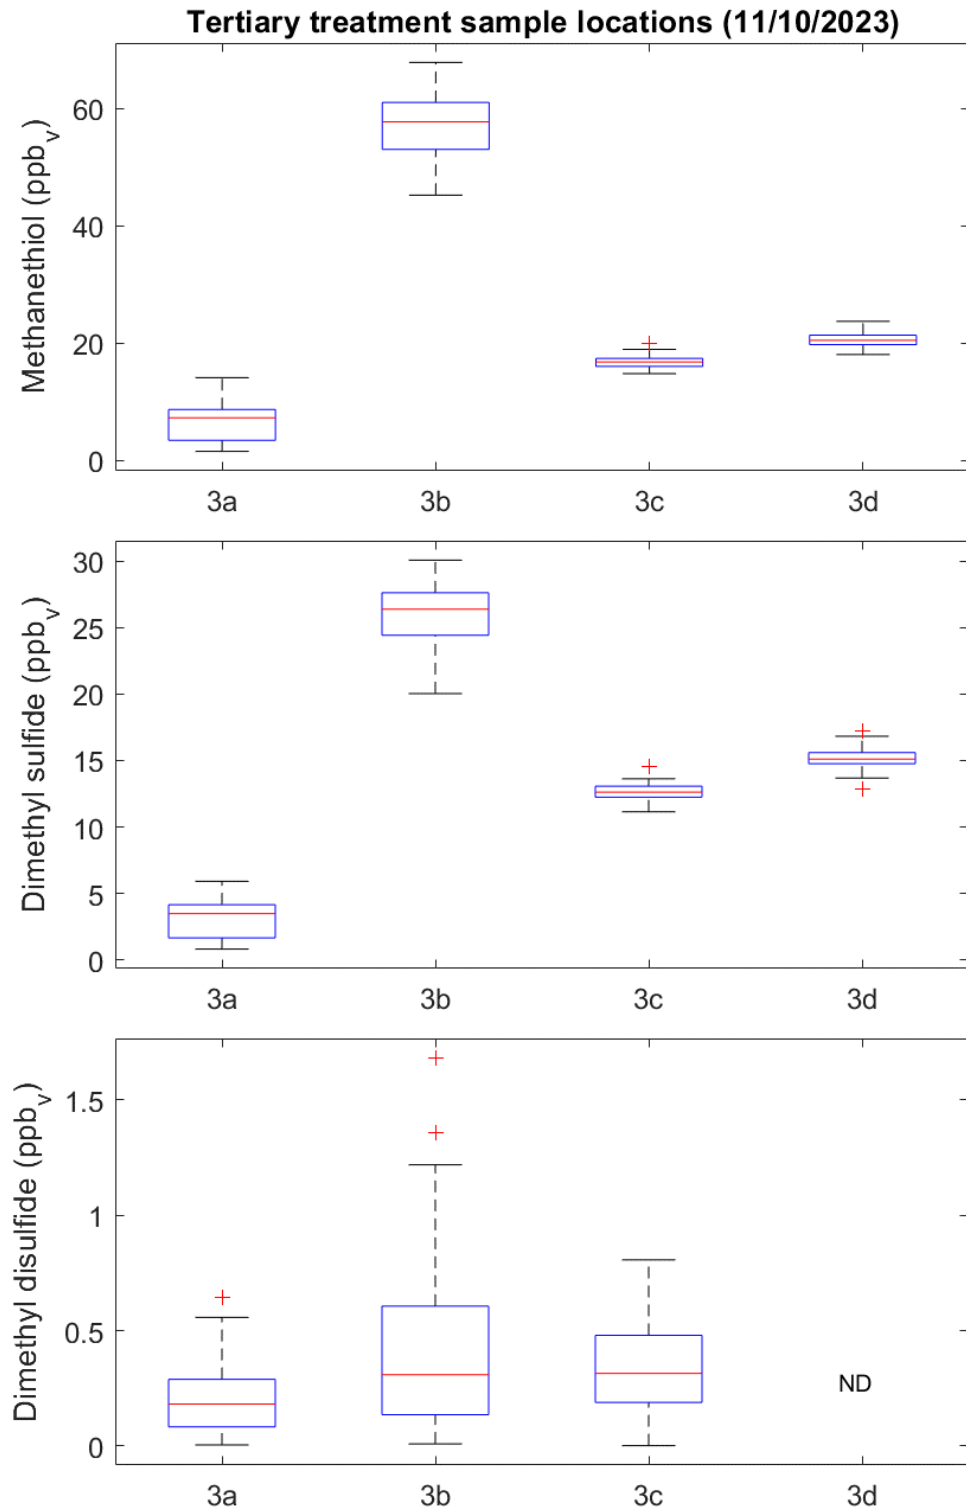 Tertiary treatment sample locations (11/10/2023)
Methanethiol (ppbv)
60
40
20
0
3a 3b 3c 3d
Dimethyl sulfide (ppbv)
30
25
20
15
10
5
0
3a 3b 3c 3d
Dimethyl disulfide (ppbv)
1.5
1
0.5
0
ND
3a 3b 3c 3d